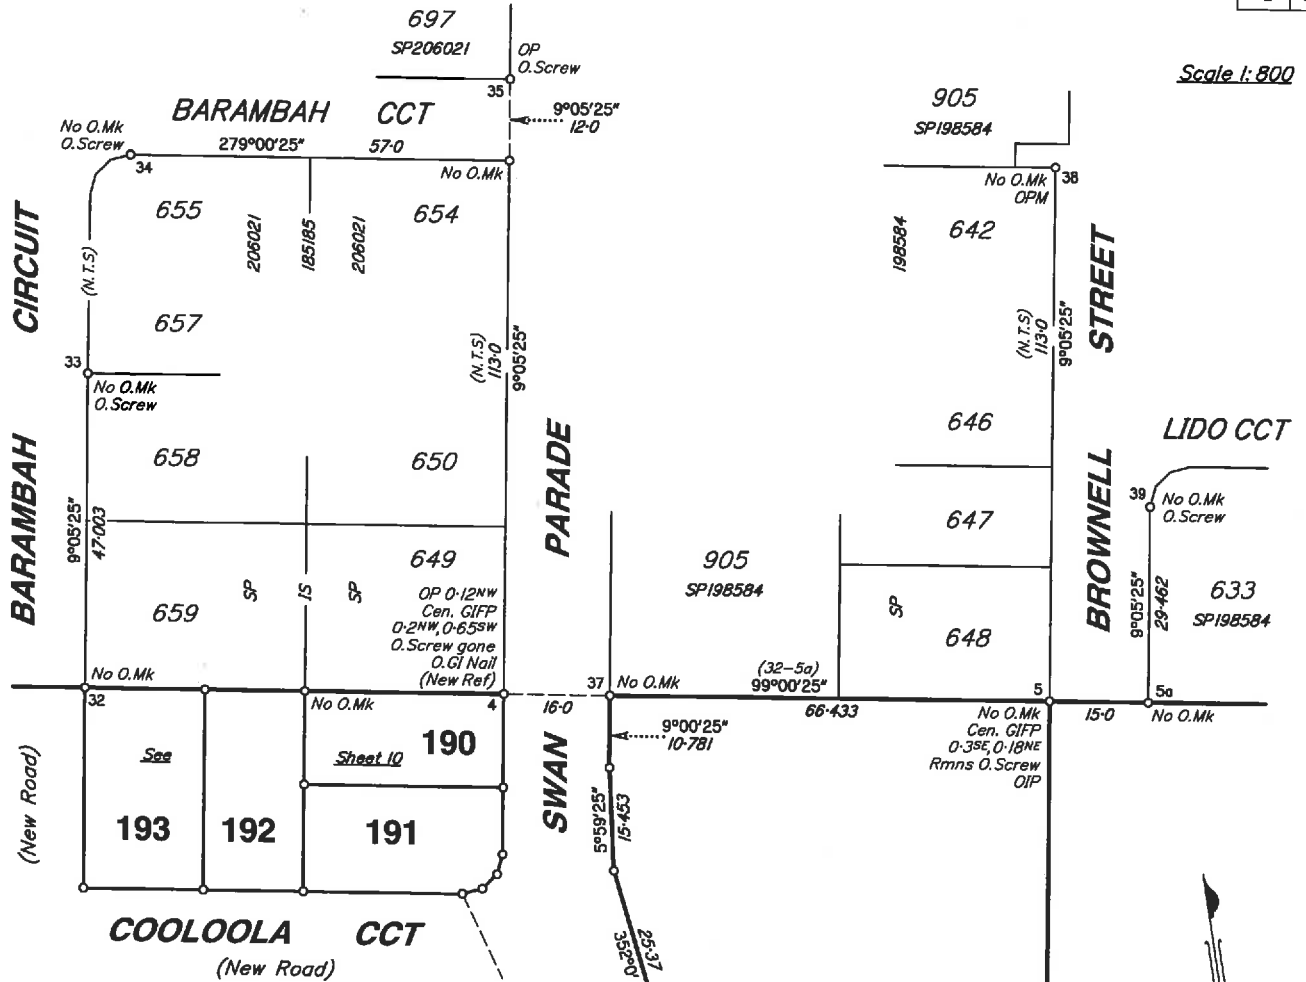 697
SP206021
OP
O.Screw
35
Scale 1:800
BARAMBAH CCT
9°05'25"
12·0
905
SP198584
No O.Mk
O.Screw
279°00'25"
57·0
34
No O.Mk
No O.Mk
OPM
38
655
654
206021
185185
206021
198584
642
CIRCUIT
(N.T.S)
STREET
657
(N.T.S)
113·0
9°05'25"
(N.T.S)
113·0
9°05'25"
33
No O.Mk
O.Screw
646
LIDO CCT
658
650
BARAMBAH
PARADE
BROWNELL
39
No O.Mk
O.Screw
9°05'25"
47·003
647
649
905
SP198584
SP
IS
SP
OP 0·12NW
Cen. GIFP
0·2NW,0·65SW
O.Screw gone
O.GI Nail
(New Ref)
659
SP
648
9°05'25"
29·462
633
SP198584
No O.Mk
32
No O.Mk
4
16·0
37
No O.Mk
(32-5a)
99°00'25"
66·433
5
No O.Mk
Cen. GIFP
0·3SE,0·18NE
Rmns O.Screw
OIP
15·0
5a
No O.Mk
190
9°00'25"
10·781
See
Sheet 10
(New Road)
193
192
191
SWAN
5°59'25"
15·453
COOLOOLA CCT
(New Road)
25·37
352°0'